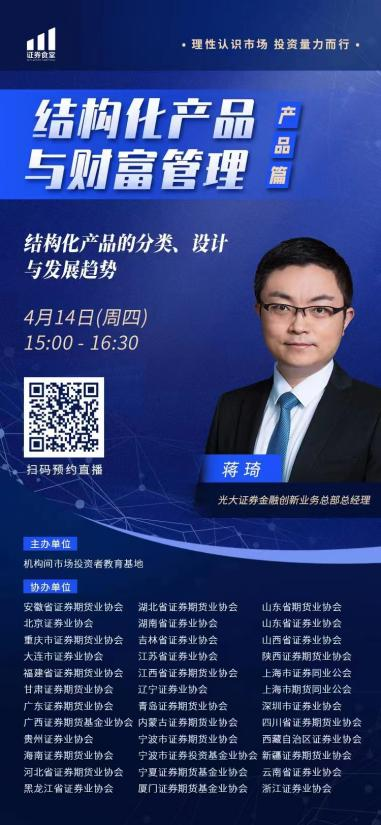 证券食堂
• 理性认识市场 投资量力而行 •
结构化产品
与财富管理
产品篇
结构化产品的分类、设计
与发展趋势
4月14日(周四)
15:00 - 16:30
扫码预约直播
蒋琦
光大证券金融创新业务总部总经理
主办单位
机构间市场投资者教育基地
协办单位
安徽省证券期货业协会 湖北省证券期货业协会 山东省期货业协会
北京证券业协会 湖南省证券业协会 山东省证券业协会
重庆市证券期货业协会 吉林省证券业协会 山西省证券业协会
大连市证券业协会 江苏省证券业协会 陕西证券期货业协会
福建省证券期货业协会 江西省证券期货业协会 上海市证券同业公会
甘肃证券期货业协会 辽宁证券业协会 上海市期货同业公会
广东证券期货业协会 青岛证券期货业协会 深圳市证券业协会
广西证券期货基金业协会 内蒙古证券期货业协会 四川省证券期货业协会
贵州证券业协会 宁波市证券期货业协会 西藏自治区证券业协会
海南证券期货业协会 宁波市证券投资基金业协会 新疆证券期货业协会
河北省证券期货业协会 宁夏证券期货基金业协会 云南省证券业协会
黑龙江省证券业协会 厦门证券期货基金业协会 浙江证券业协会